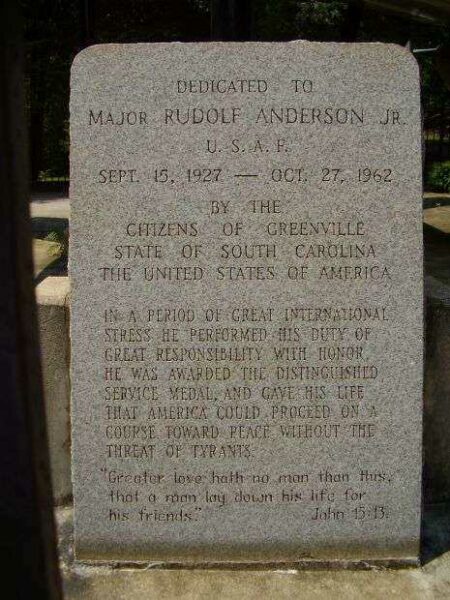 DEDICATED TO
MAJOR RUDOLF ANDERSON JR.
U. S. A. F.
SEPT. 15, 1927 — OCT. 27, 1962
BY THE
CITIZENS OF GREENVILLE
STATE OF SOUTH CAROLINA
THE UNITED STATES OF AMERICA
IN A PERIOD OF GREAT INTERNATIONAL
STRESS HE PERFORMED HIS DUTY OF
GREAT RESPONSIBILITY WITH HONOR.
HE WAS AWARDED THE DISTINGUISHED
SERVICE MEDAL, AND GAVE HIS LIFE
THAT AMERICA COULD PROCEED ON A
COURSE TOWARD PEACE WITHOUT THE
THREAT OF TYRANTS.
"Greater love hath no man than this,
that a man lay down his life for
his friends." John 15:13.